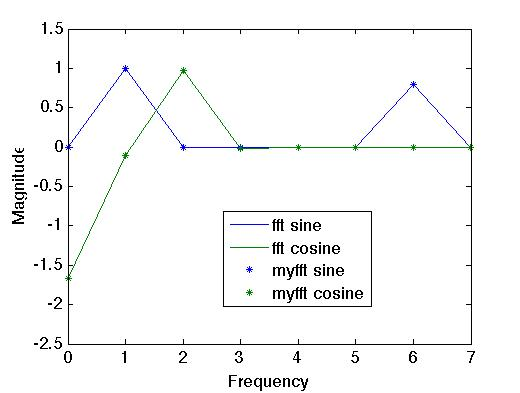 1.5
1
0.5
0
-0.5
-1
-1.5
-2
-2.5
Magnitude
fft sine
fft cosine
myfft sine
myfft cosine
0 1 2 3 4 5 6 7
Frequency